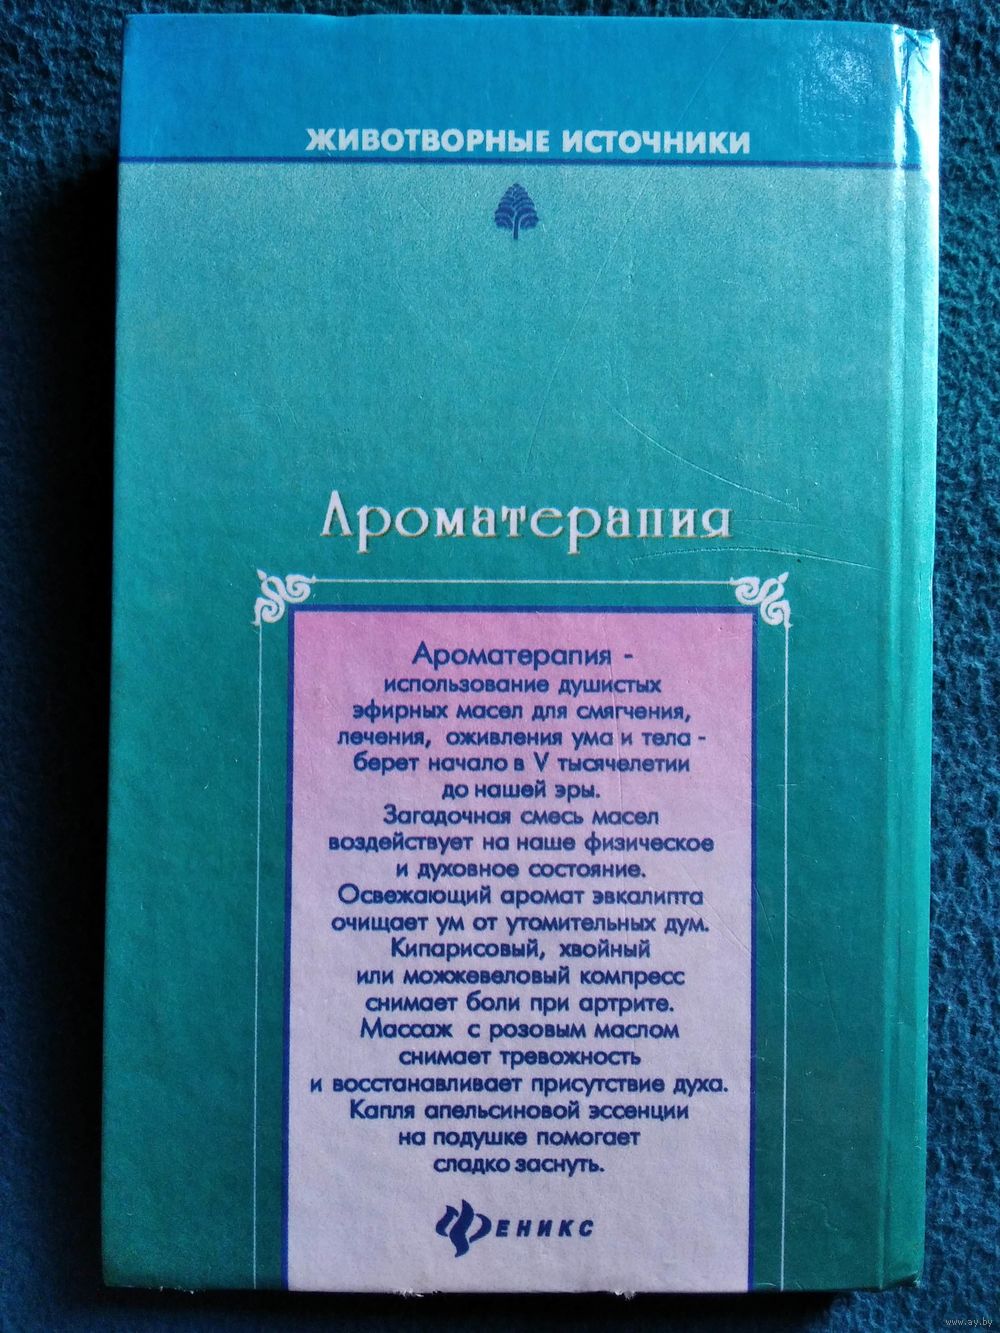 ЖИВОТВОРНЫЕ ИСТОЧНИКИ
Ароматерапия
Ароматерапия -
использование душистых
эфирных масел для смягчения,
лечения, оживления ума и тела -
берет начало в V тысячелетии
до нашей эры.
Загадочная смесь масел
воздействует на наше физическое
и духовное состояние.
Освежающий аромат эвкалипта
очищает ум от утомительных дум.
Кипарисовый, хвойный
или можжевеловый компресс
снимает боли при артрите.
Массаж с розовым маслом
снимает тревожность
и восстанавливает присутствие духа.
Капля апельсиновой эссенции
на подушке помогает
сладко заснуть.
ФЕНИКС
www.ay.by